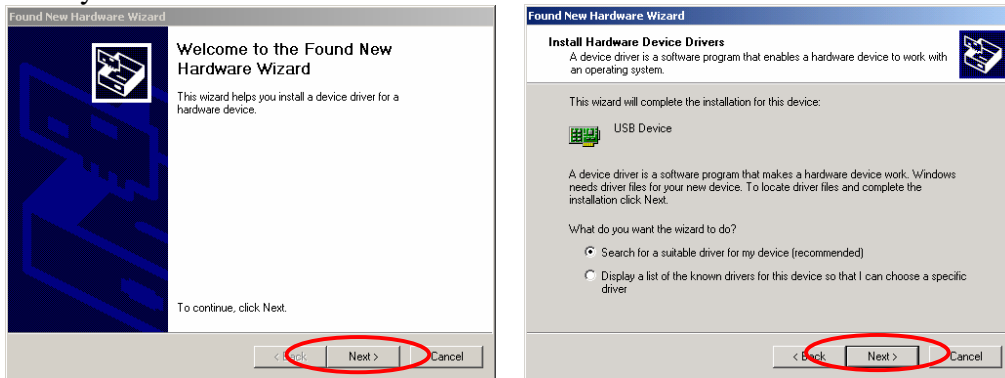 Found New Hardware Wizard
Welcome to the Found New
Hardware Wizard
This wizard helps you install a device driver for a
hardware device.
To continue, click Next.
< Back Next > Cancel
Found New Hardware Wizard
Install Hardware Device Drivers
A device driver is a software program that enables a hardware device to work with
an operating system.
This wizard will complete the installation for this device:
USB Device
A device driver is a software program that makes a hardware device work. Windows
needs driver files for your new device. To locate driver files and complete the
installation click Next.
What do you want the wizard to do?
Search for a suitable driver for my device (recommended)
Display a list of the known drivers for this device so that I can choose a specific
driver
< Back Next > Cancel